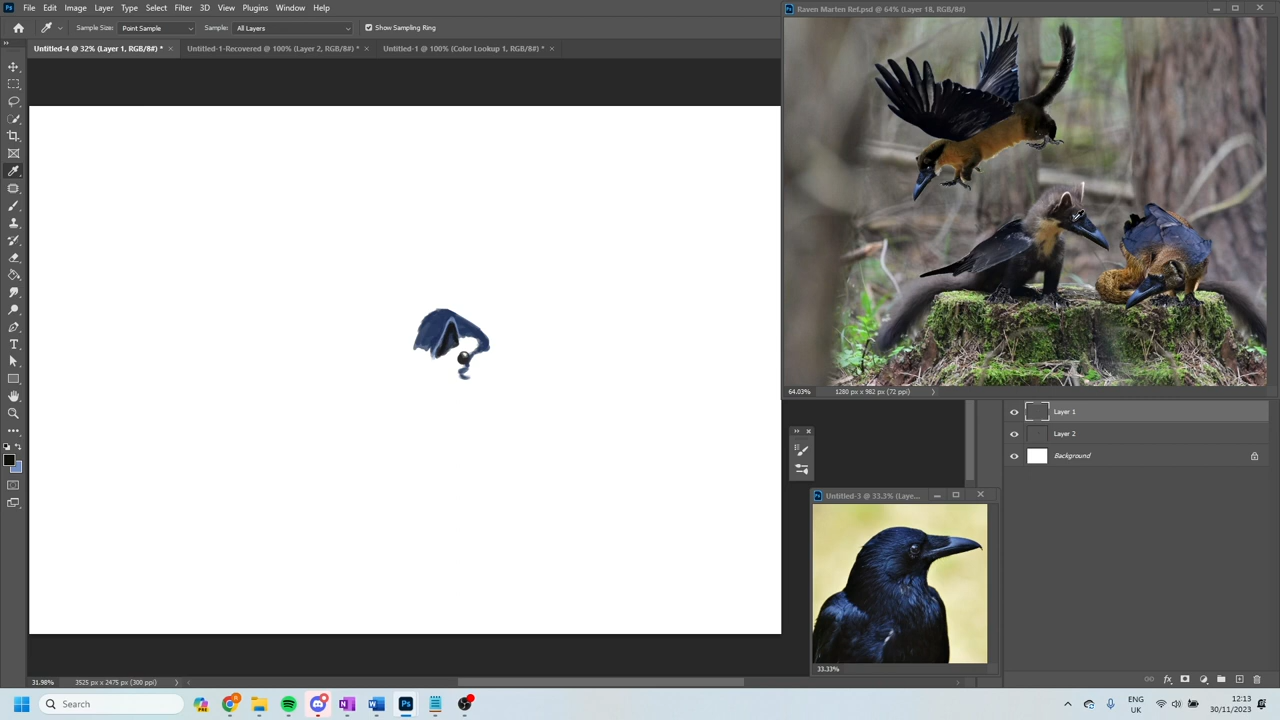 File Edit Image Layer Type Select Filter 3D View Plugins Window Help
Raven Marten Ref.psd @ 64% (Layer 18, RGB/8#)
Sample Size: Point Sample Sample: All Layers Show Sampling Ring
Untitled-4 @ 32% (Layer 1, RGB/8#) * Untitled-1-Recovered @ 100% (Layer 2, RGB/8#) * Untitled-1 @ 100% (Color Lookup 1, RGB/8#) *
64.03% 1280 px x 982 px (72 ppi)
Layer 1
Layer 2
Background
Untitled-3 @ 33.3% (Laye...
33.33%
31.98% 3525 px x 2475 px (300 ppi)
Search
ENG
UK
12:13
30/11/2023